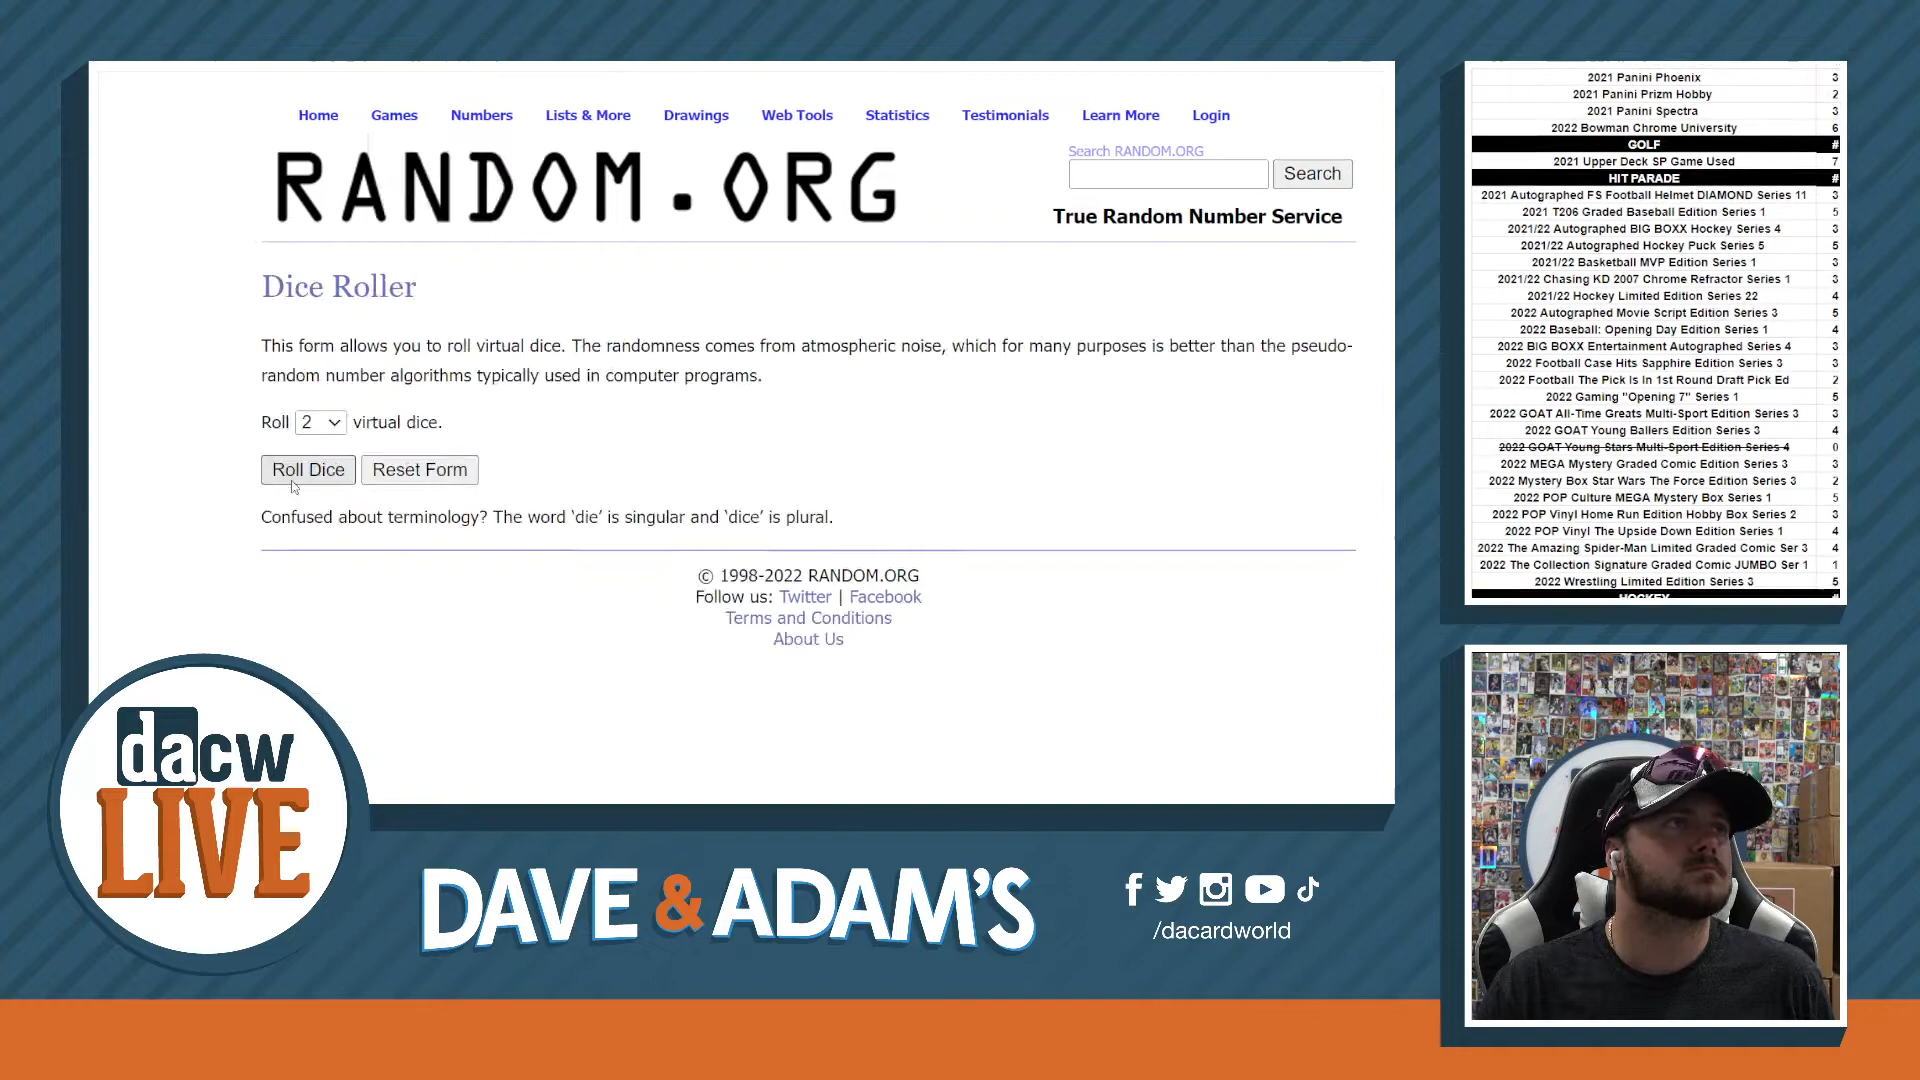 Home Games Numbers Lists & More Drawings Web Tools Statistics Testimonials Learn More Login
RANDOM.ORG
Search RANDOM.ORG
Search
True Random Number Service
Dice Roller
This form allows you to roll virtual dice. The randomness comes from atmospheric noise, which for many purposes is better than the pseudo-
random number algorithms typically used in computer programs.
Roll 2 virtual dice.
Roll Dice Reset Form
Confused about terminology? The word ‘die’ is singular and ‘dice’ is plural.
© 1998-2022 RANDOM.ORG
Follow us: Twitter | Facebook
Terms and Conditions
About Us
2021 Panini Phoenix 3
2021 Panini Prizm Hobby 2
2021 Panini Spectra 3
2022 Bowman Chrome University 6
GOLF #
2021 Upper Deck SP Game Used 7
HIT PARADE #
2021 Autographed FS Football Helmet DIAMOND Series 11 3
2021 T206 Graded Baseball Edition Series 1 5
2021/22 Autographed BIG BOXX Hockey Series 4 3
2021/22 Autographed Hockey Puck Series 5 5
2021/22 Basketball MVP Edition Series 1 3
2021/22 Chasing KD 2007 Chrome Refractor Series 1 3
2021/22 Hockey Limited Edition Series 22 4
2022 Autographed Movie Script Edition Series 3 5
2022 Baseball: Opening Day Edition Series 1 4
2022 BIG BOXX Entertainment Autographed Series 4 3
2022 Football Case Hits Sapphire Edition Series 3 3
2022 Football The Pick Is In 1st Round Draft Pick Ed 2
2022 Gaming "Opening 7" Series 1 5
2022 GOAT All-Time Greats Multi-Sport Edition Series 3 3
2022 GOAT Young Ballers Edition Series 3 4
2022 GOAT Young Stars Multi-Sport Edition Series 4 0
2022 MEGA Mystery Graded Comic Edition Series 3 3
2022 Mystery Box Star Wars The Force Edition Series 3 2
2022 POP Culture MEGA Mystery Box Series 1 5
2022 POP Vinyl Home Run Edition Hobby Box Series 2 3
2022 POP Vinyl The Upside Down Edition Series 1 4
2022 The Amazing Spider-Man Limited Graded Comic Ser 3 4
2022 The Collection Signature Graded Comic JUMBO Ser 1 1
2022 Wrestling Limited Edition Series 3 5
HOCKEY #
dacw
LIVE
DAVE & ADAM'S
/dacardworld